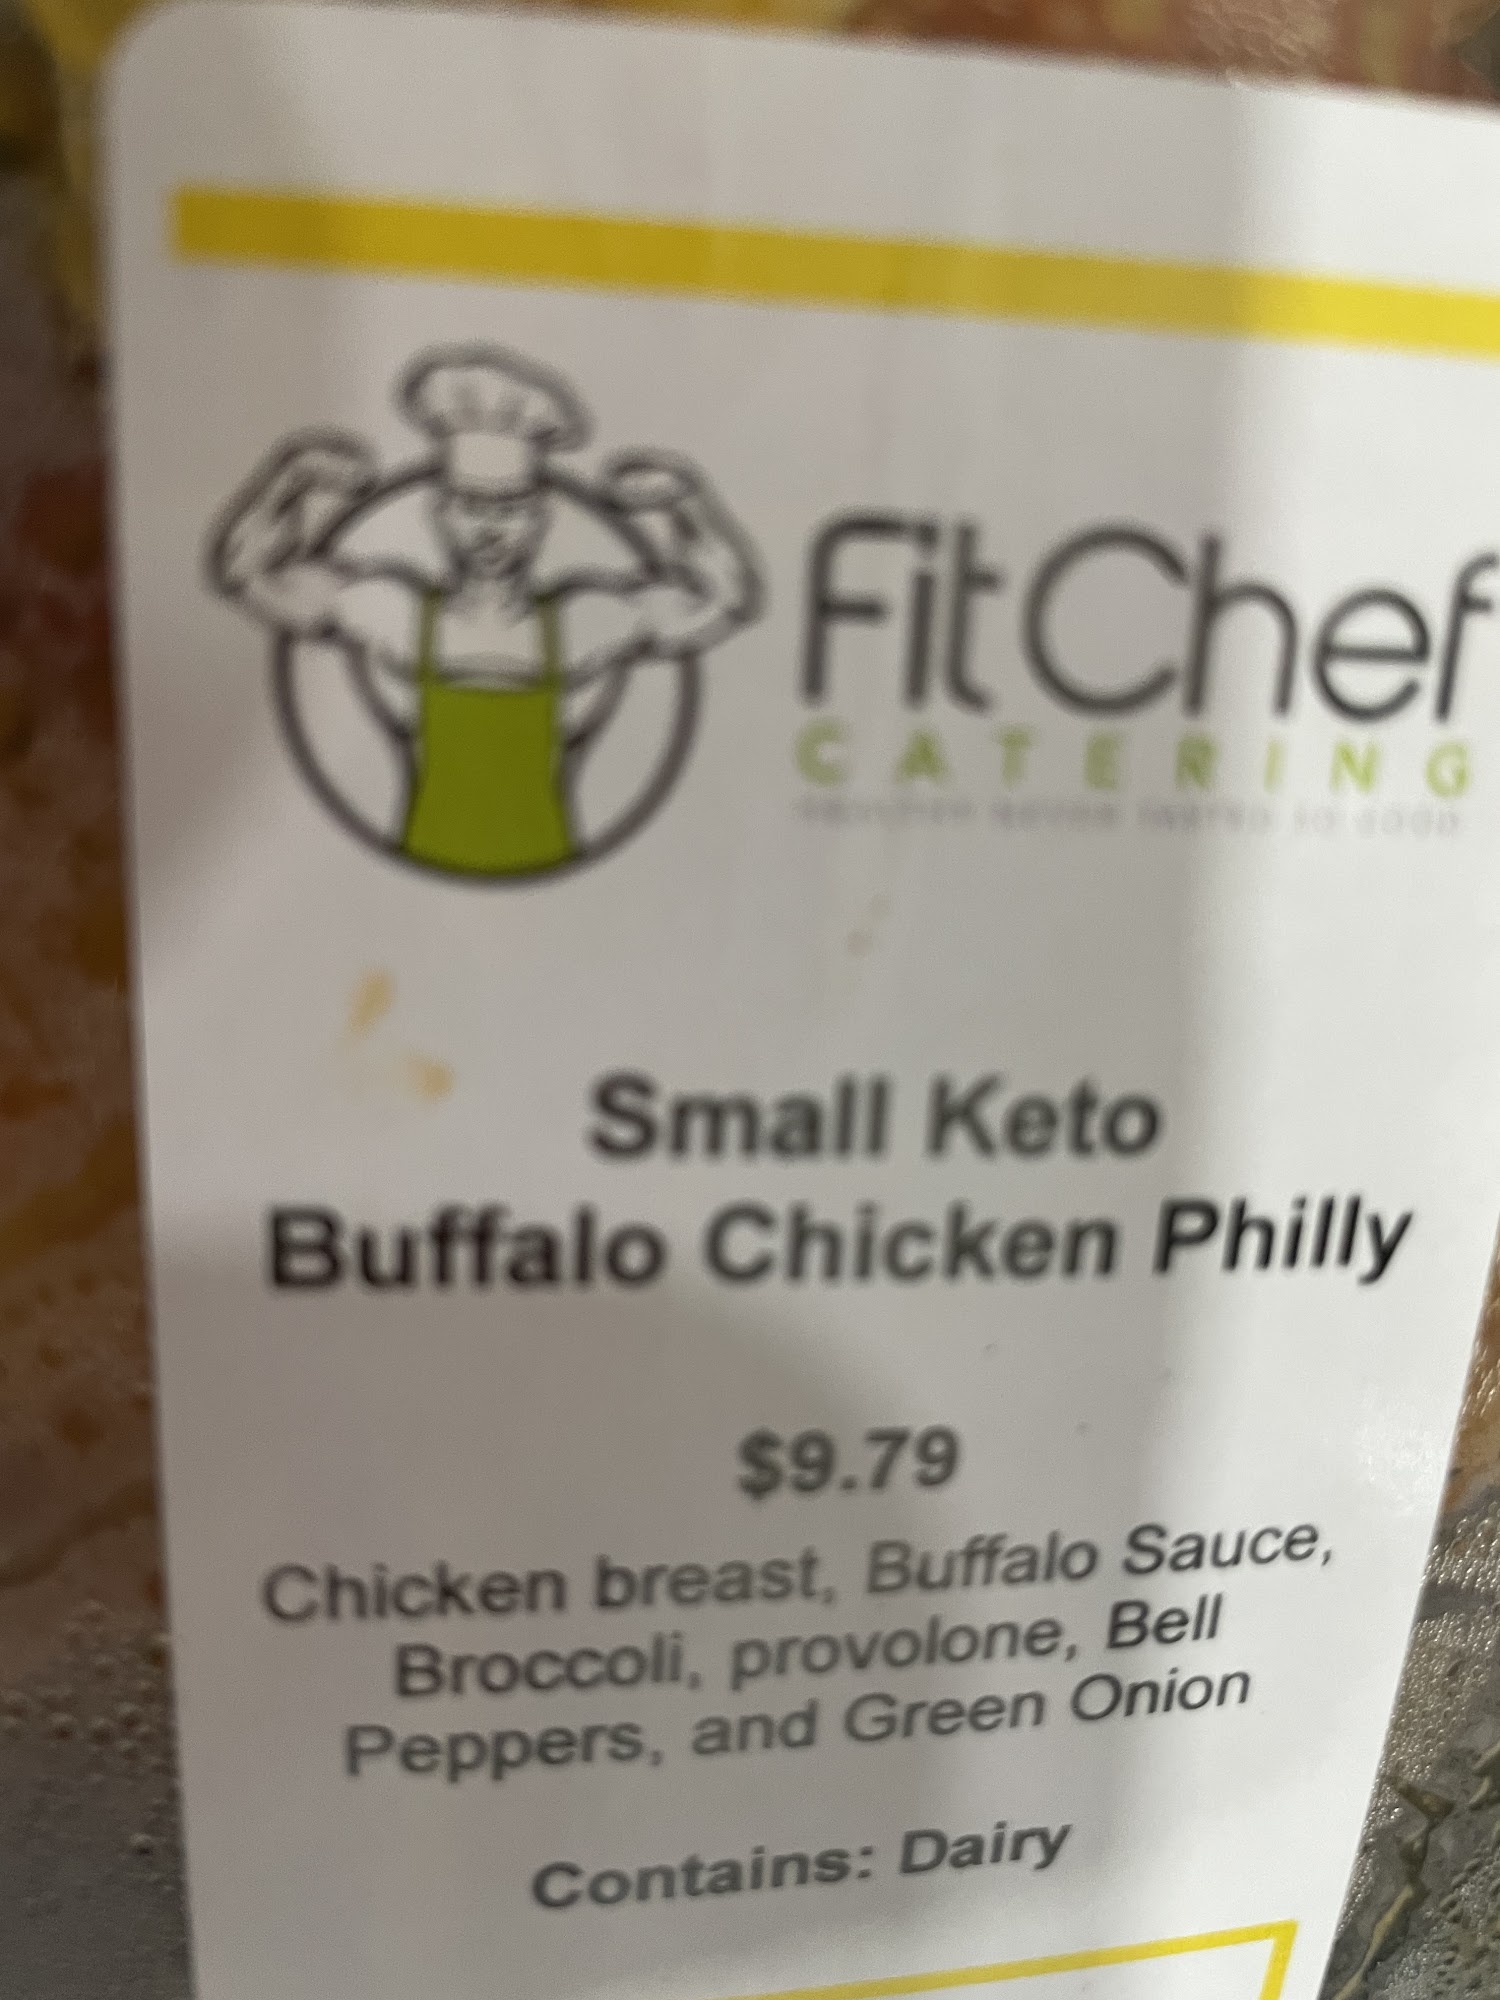 FitChef
CATERING
Small Keto
Buffalo Chicken Philly
$9.79
Chicken breast, Buffalo Sauce,
Broccoli, provolone, Bell
Peppers, and Green Onion
Contains: Dairy